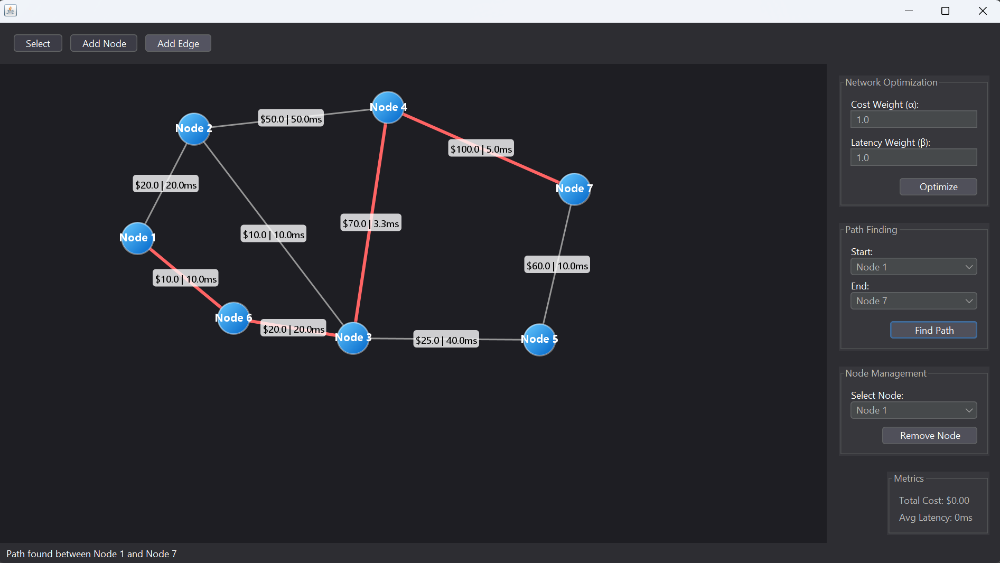 Select
Add Node
Add Edge
Node 4
Node 2
$50.0 | 50.0ms
$100.0 | 5.0ms
$20.0 | 20.0ms
Node 7
$70.0 | 3.3ms
$10.0 | 10.0ms
Node 1
$60.0 | 10.0ms
$10.0 | 10.0ms
Node 6
$20.0 | 20.0ms
Node 3
$25.0 | 40.0ms
Node 5
Network Optimization
Cost Weight (α):
1.0
Latency Weight (β):
1.0
Optimize
Path Finding
Start:
Node 1
End:
Node 7
Find Path
Node Management
Select Node:
Node 1
Remove Node
Metrics
Total Cost: $0.00
Avg Latency: 0ms
Path found between Node 1 and Node 7